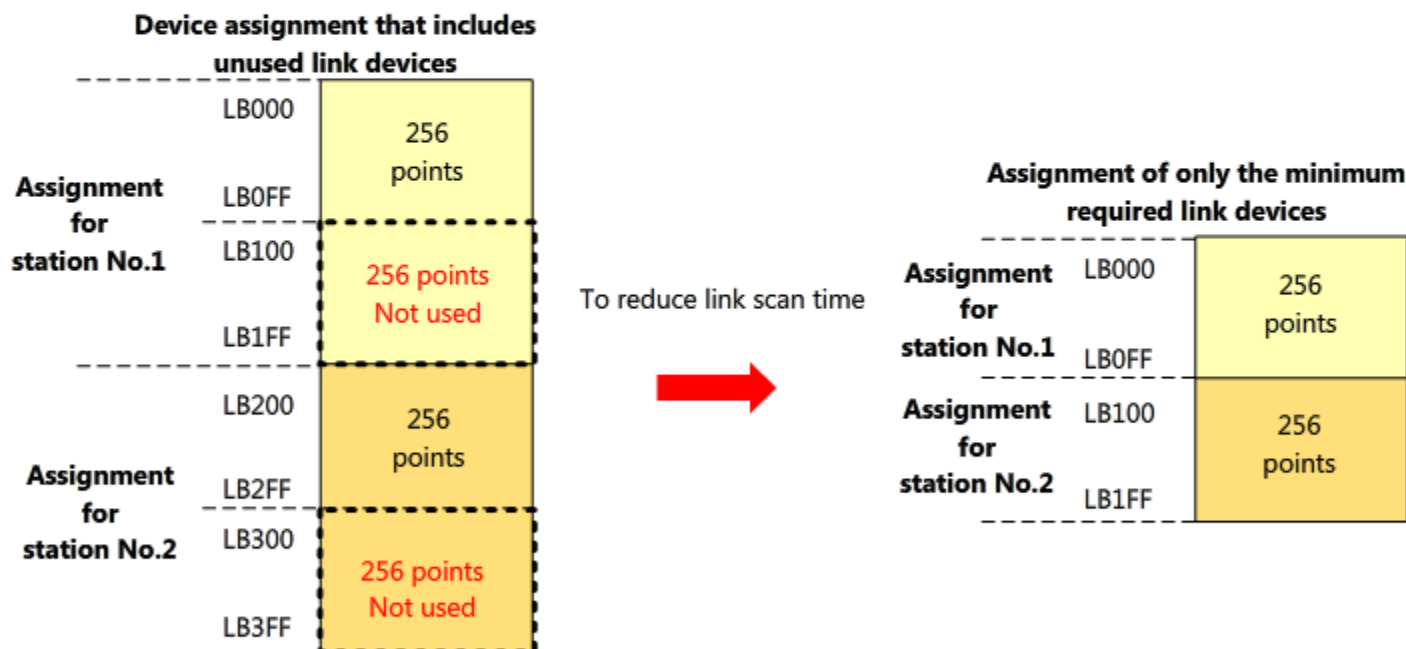 Device assignment that includes
unused link devices
LB000
256
points
LB0FF
Assignment
for
station No.1
LB100
256 points
Not used
LB1FF
LB200
256
points
LB2FF
Assignment
for
station No.2
LB300
256 points
Not used
LB3FF
To reduce link scan time
Assignment of only the minimum
required link devices
Assignment
for
station No.1
LB000
256
points
LB0FF
Assignment
for
station No.2
LB100
256
points
LB1FF